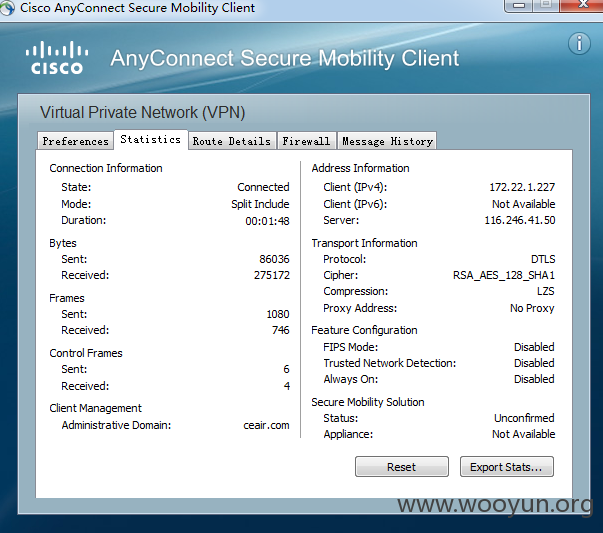 Cisco AnyConnect Secure Mobility Client
CISCO AnyConnect Secure Mobility Client
Virtual Private Network (VPN)
Preferences Statistics Route Details Firewall Message History
Connection Information
State: Connected
Mode: Split Include
Duration: 00:01:48
Bytes
Sent: 86036
Received: 275172
Frames
Sent: 1080
Received: 746
Control Frames
Sent: 6
Received: 4
Client Management
Administrative Domain: ceair.com
Address Information
Client (IPv4): 172.22.1.227
Client (IPv6): Not Available
Server: 116.246.41.50
Transport Information
Protocol: DTLS
Cipher: RSA_AES_128_SHA1
Compression: LZS
Proxy Address: No Proxy
Feature Configuration
FIPS Mode: Disabled
Trusted Network Detection: Disabled
Always On: Disabled
Secure Mobility Solution
Status: Unconfirmed
Appliance: Not Available
Reset Export Stats...
www.wooyun.org